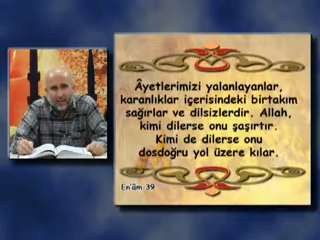 Âyetlerimizi yalanlayanlar,
karanlıklar içerisindeki birtakım
sağırlar ve dilsizlerdir. Allah,
kimi dilerse onu şaşırtır.
Kimi de dilerse onu
dosdoğru yol üzere kılar.
En'âm 39